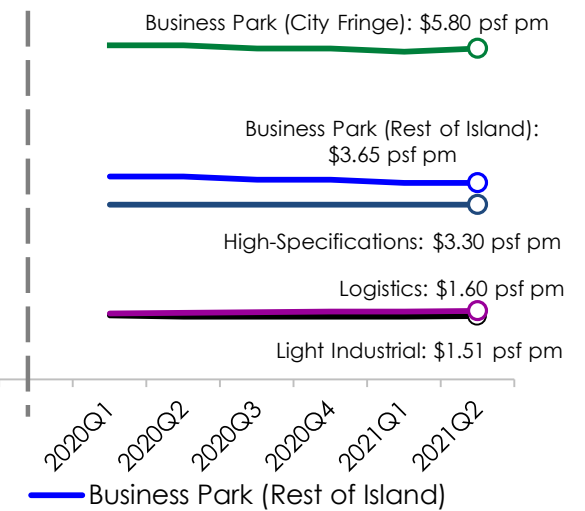 Business Park (City Fringe): $5.80 psf pm
Business Park (Rest of Island):
$3.65 psf pm
High-Specifications: $3.30 psf pm
Logistics: $1.60 psf pm
Light Industrial: $1.51 psf pm
2020Q1
2020Q2
2020Q3
2020Q4
2021Q1
2021Q2
Business Park (Rest of Island)